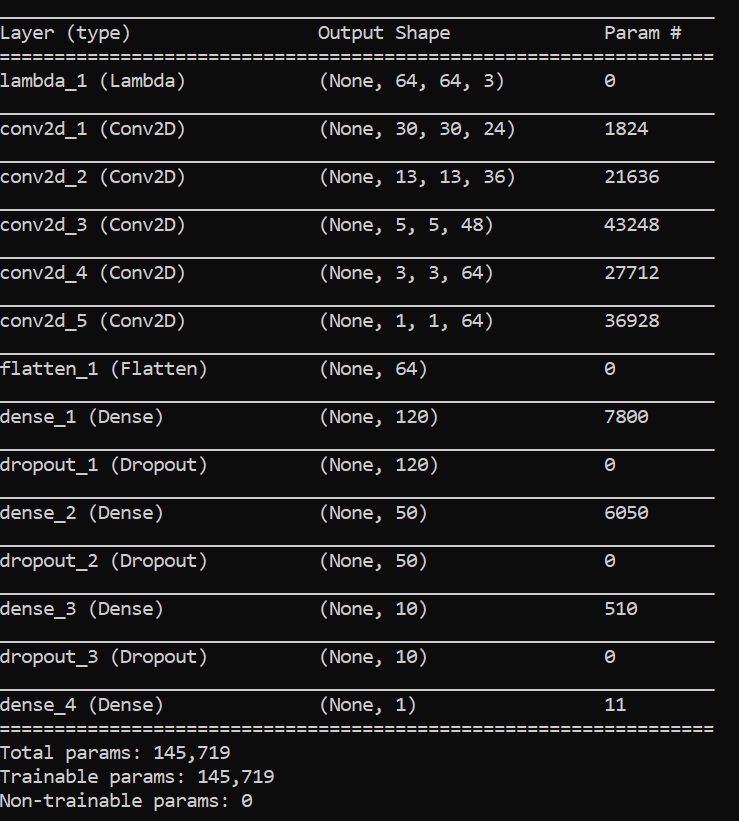 Layer (type)                 Output Shape              Param #
=================================================================
lambda_1 (Lambda)            (None, 64, 64, 3)         0
conv2d_1 (Conv2D)            (None, 30, 30, 24)        1824
conv2d_2 (Conv2D)            (None, 13, 13, 36)        21636
conv2d_3 (Conv2D)            (None, 5, 5, 48)          43248
conv2d_4 (Conv2D)            (None, 3, 3, 64)          27712
conv2d_5 (Conv2D)            (None, 1, 1, 64)          36928
flatten_1 (Flatten)          (None, 64)                0
dense_1 (Dense)              (None, 120)               7800
dropout_1 (Dropout)          (None, 120)               0
dense_2 (Dense)              (None, 50)                6050
dropout_2 (Dropout)          (None, 50)                0
dense_3 (Dense)              (None, 10)                510
dropout_3 (Dropout)          (None, 10)                0
dense_4 (Dense)              (None, 1)                 11
=================================================================
Total params: 145,719
Trainable params: 145,719
Non-trainable params: 0